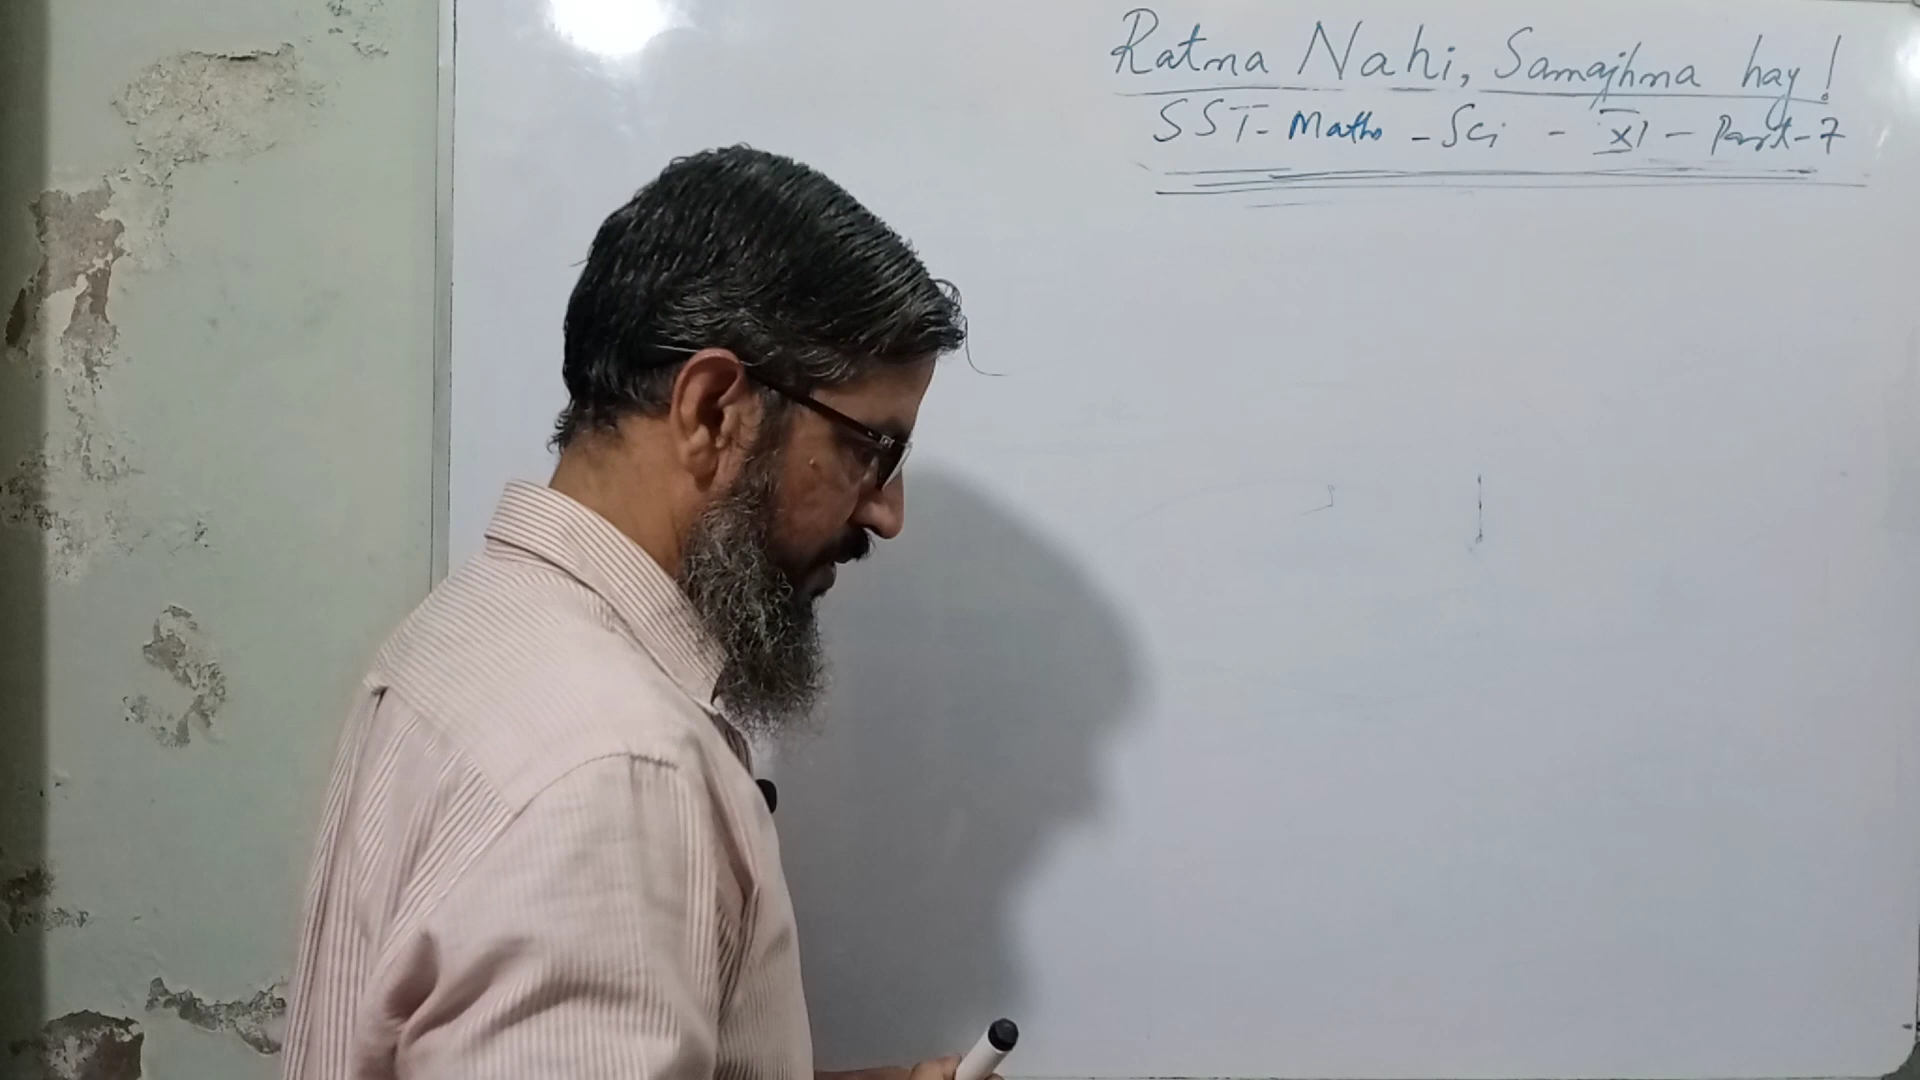 Ratna Nahi, Samajhna hay!
SST- Maths - Sci - XI - Part-7